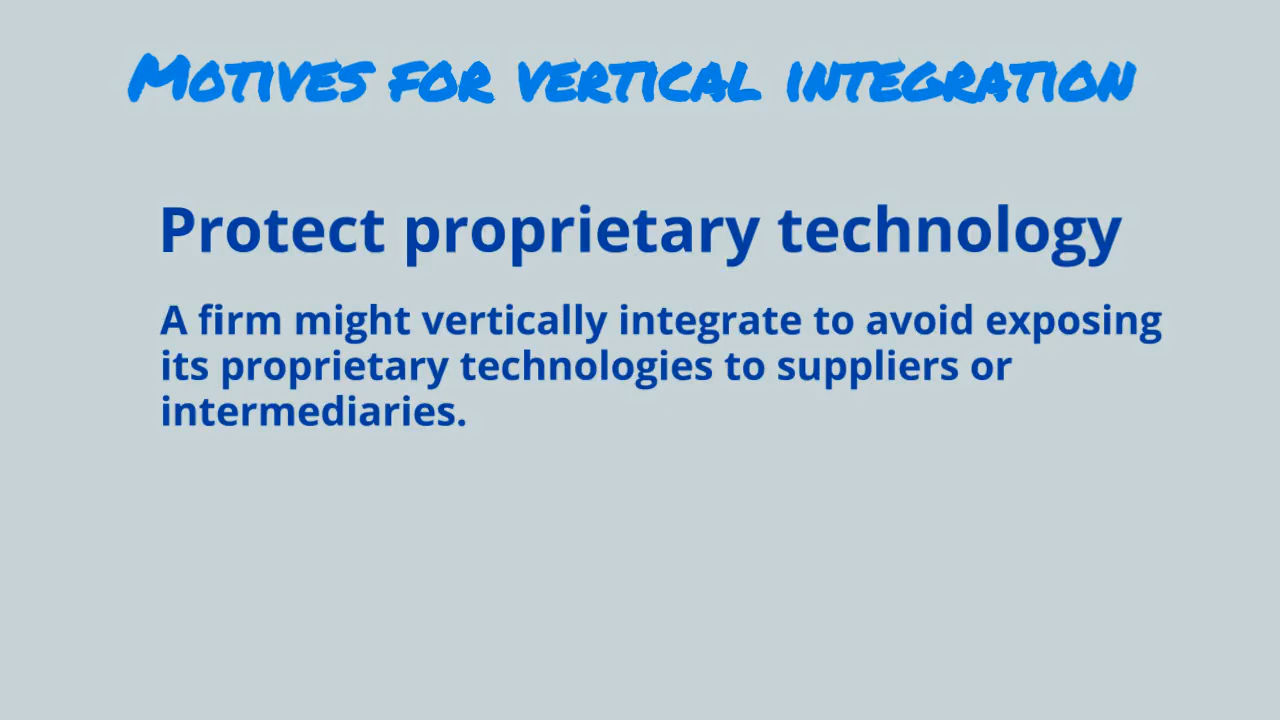 Motives for vertical integration
Protect proprietary technology
A firm might vertically integrate to avoid exposing
its proprietary technologies to suppliers or
intermediaries.